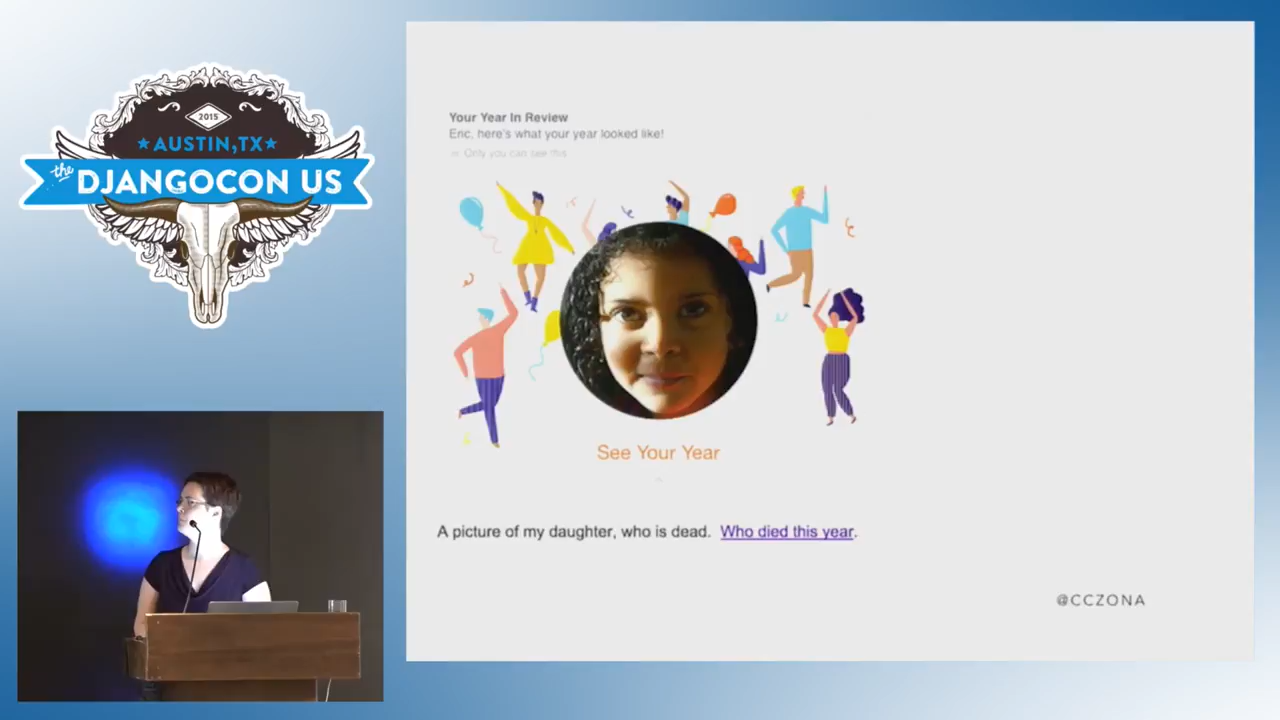 2015
AUSTIN, TX
the
DJANGOCON US
Your Year In Review
Eric, here's what your year looked like!
Only you can see this
See Your Year
A picture of my daughter, who is dead. Who died this year.
@CCZONA